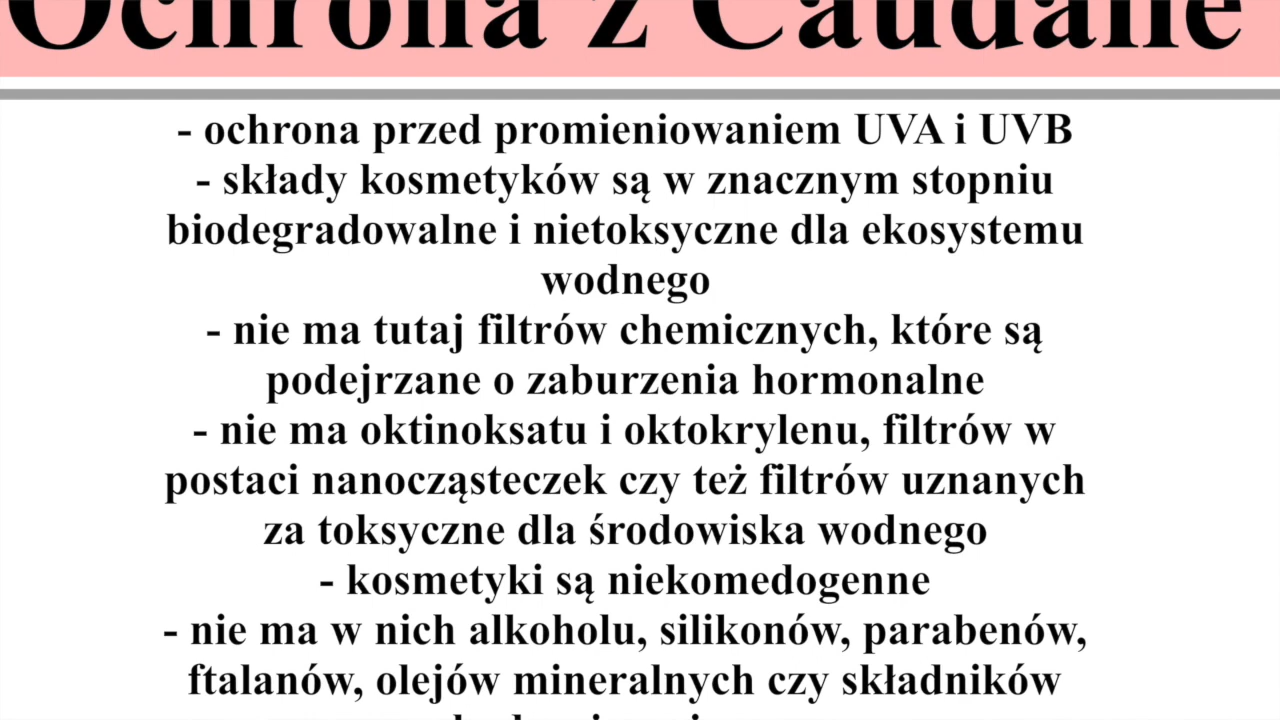 Ochrona z Caudalie
- ochrona przed promieniowaniem UVA i UVB
- składy kosmetyków są w znacznym stopniu
biodegradowalne i nietoksyczne dla ekosystemu
wodnego
- nie ma tutaj filtrów chemicznych, które są
podejrzane o zaburzenia hormonalne
- nie ma oktinoksatu i oktokrylenu, filtrów w
postaci nanocząsteczek czy też filtrów uznanych
za toksyczne dla środowiska wodnego
- kosmetyki są niekomedogenne
- nie ma w nich alkoholu, silikonów, parabenów,
ftalanów, olejów mineralnych czy składników